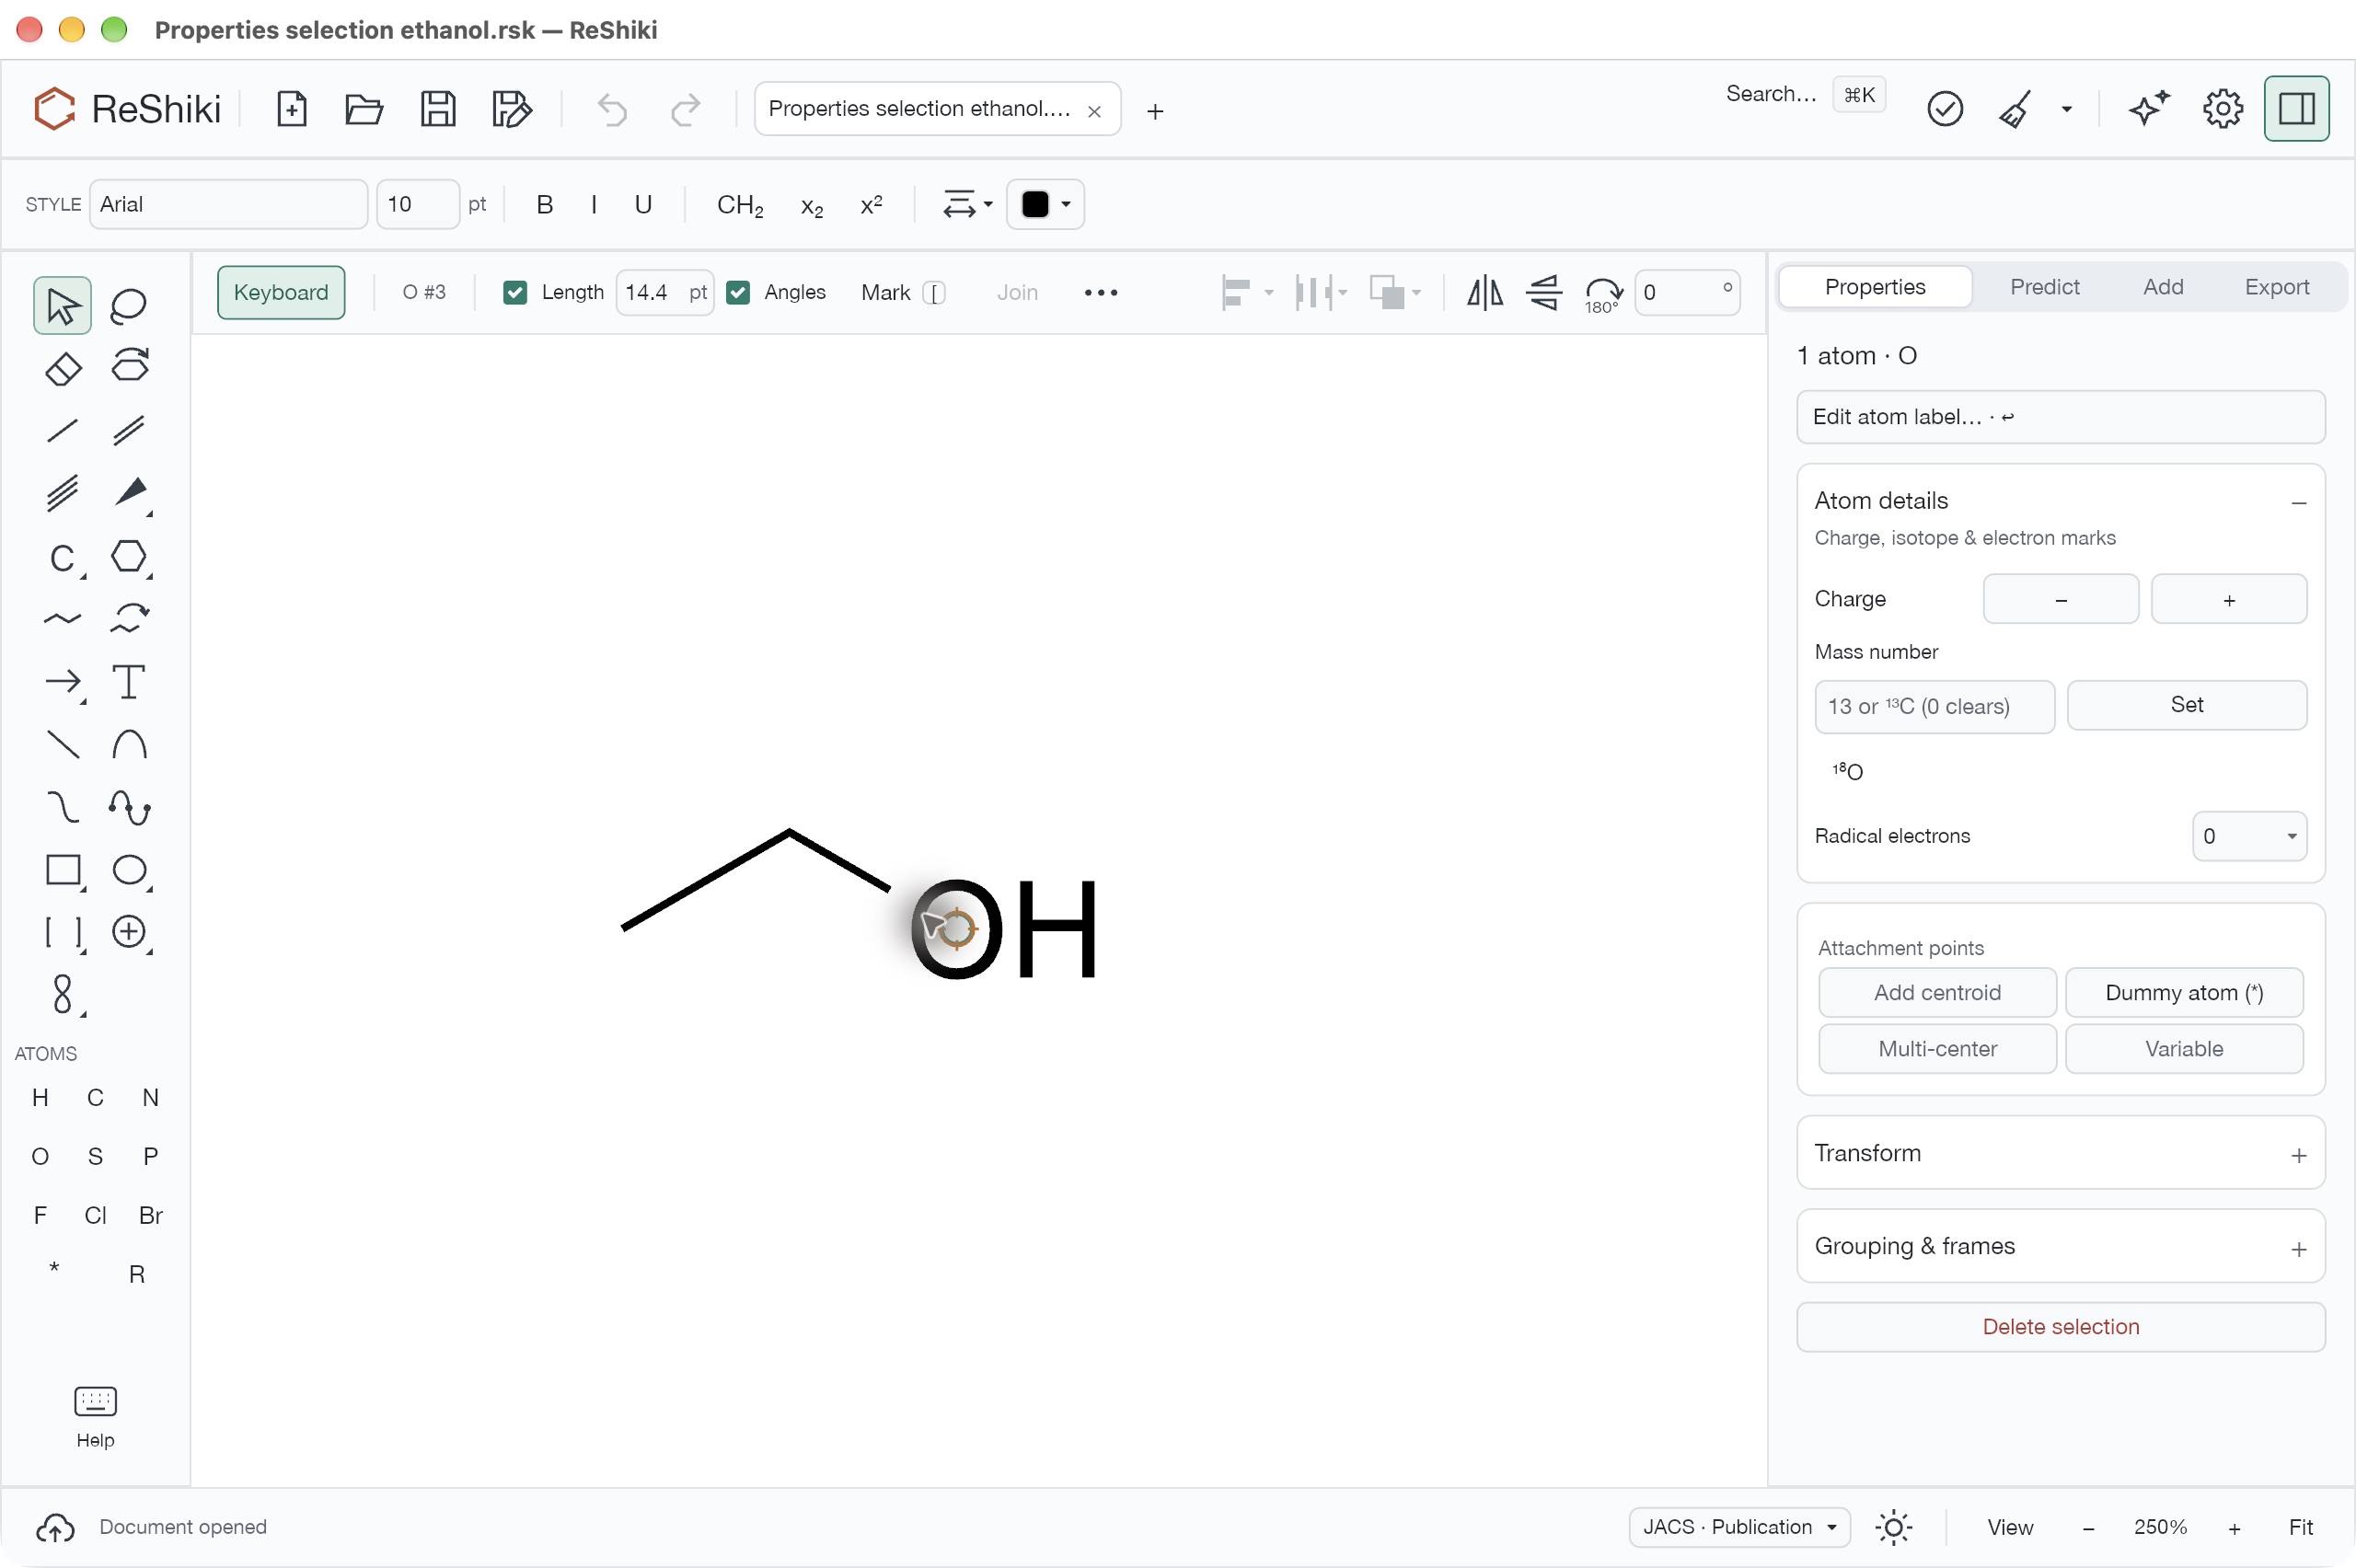 Properties selection ethanol.rsk — ReShiki
ReShiki
Properties selection ethanol.... ×
Search... ⌘K
STYLE Arial 10 pt B I U CH₂ x₂ x²
Keyboard O #3 Length 14.4 pt Angles Mark [ Join
180° 0 °
Properties Predict Add Export
1 atom · O
Edit atom label... · ↩
Atom details
Charge, isotope & electron marks
Charge – +
Mass number
13 or ¹³C (0 clears) Set
¹⁸O
Radical electrons 0
Attachment points
Add centroid Dummy atom (*)
Multi-center Variable
Transform +
Grouping & frames +
Delete selection
C
T
[ ]
OH
ATOMS
H C N
O S P
F Cl Br
* R
Help
Document opened
JACS · Publication View – 250% + Fit